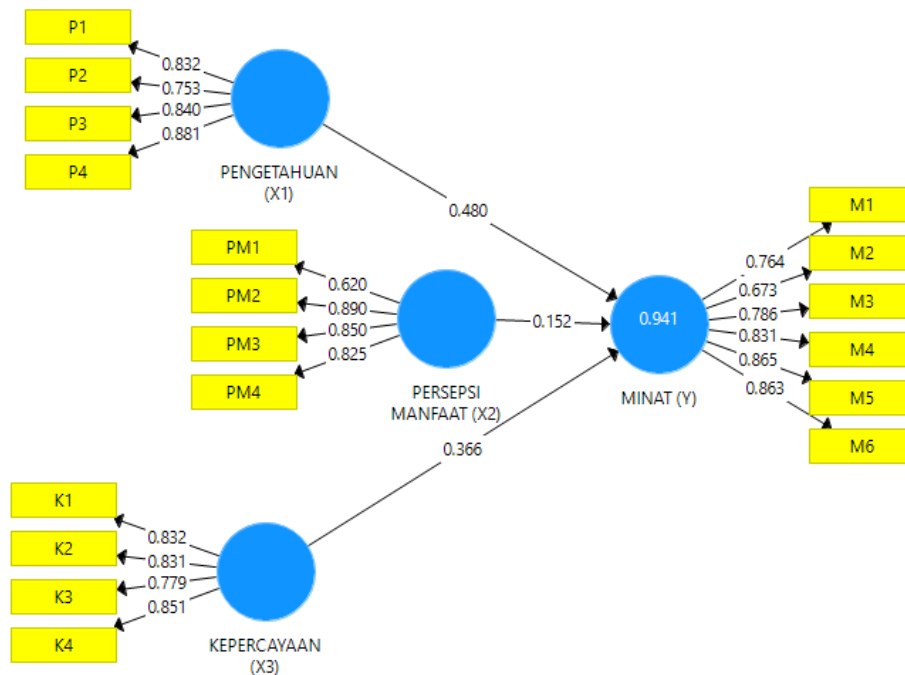 P1
P2
P3
P4
0.832
0.753
0.840
0.881
PENGETAHUAN
(X1)
0.480
PM1
PM2
PM3
PM4
0.620
0.890
0.850
0.825
PERSEPSI
MANFAAT (X2)
0.152
K1
K2
K3
K4
0.832
0.831
0.779
0.851
KEPERCAYAAN
(X3)
0.366
0.941
MINAT (Y)
0.764
0.673
0.786
0.831
0.865
0.863
M1
M2
M3
M4
M5
M6